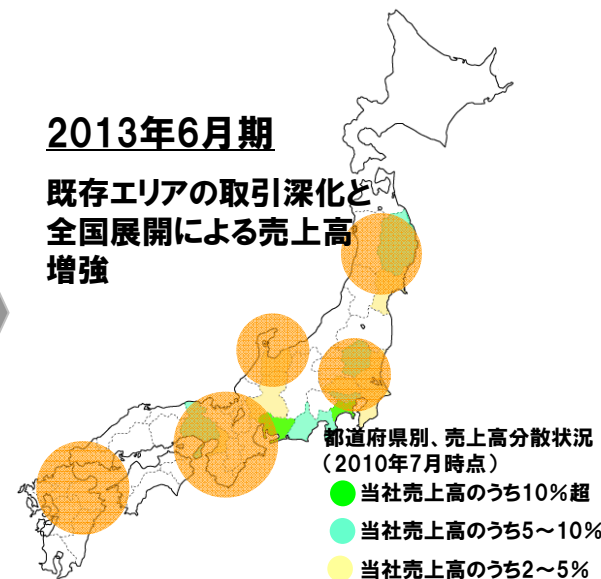 2013年6月期
既存エリアの取引深化と
全国展開による売上高
増強
都道府県別、売上高分散状況
（2010年7月時点）
当社売上高のうち10%超
当社売上高のうち5～10%
当社売上高のうち2～5%